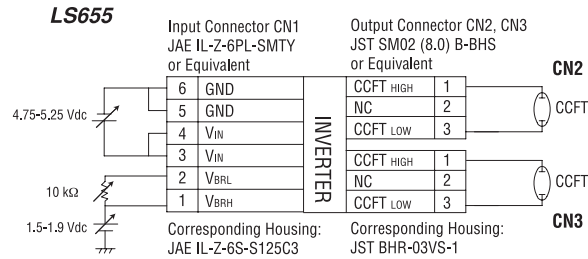 LS655
Input Connector CN1
JAE IL-Z-6PL-SMTY
or Equivalent
Output Connector CN2, CN3
JST SM02 (8.0) B-BHS
or Equivalent
CN2
6 GND
5 GND
4 VIN
3 VIN
2 VBRL
1 VBRH
4.75-5.25 Vdc
10 kΩ
1.5-1.9 Vdc
INVERTER
CCFT HIGH 1
NC 2
CCFT LOW 3
CCFT
CCFT HIGH 1
NC 2
CCFT LOW 3
CCFT
CN3
Corresponding Housing:
JAE IL-Z-6S-S125C3
Corresponding Housing:
JST BHR-03VS-1